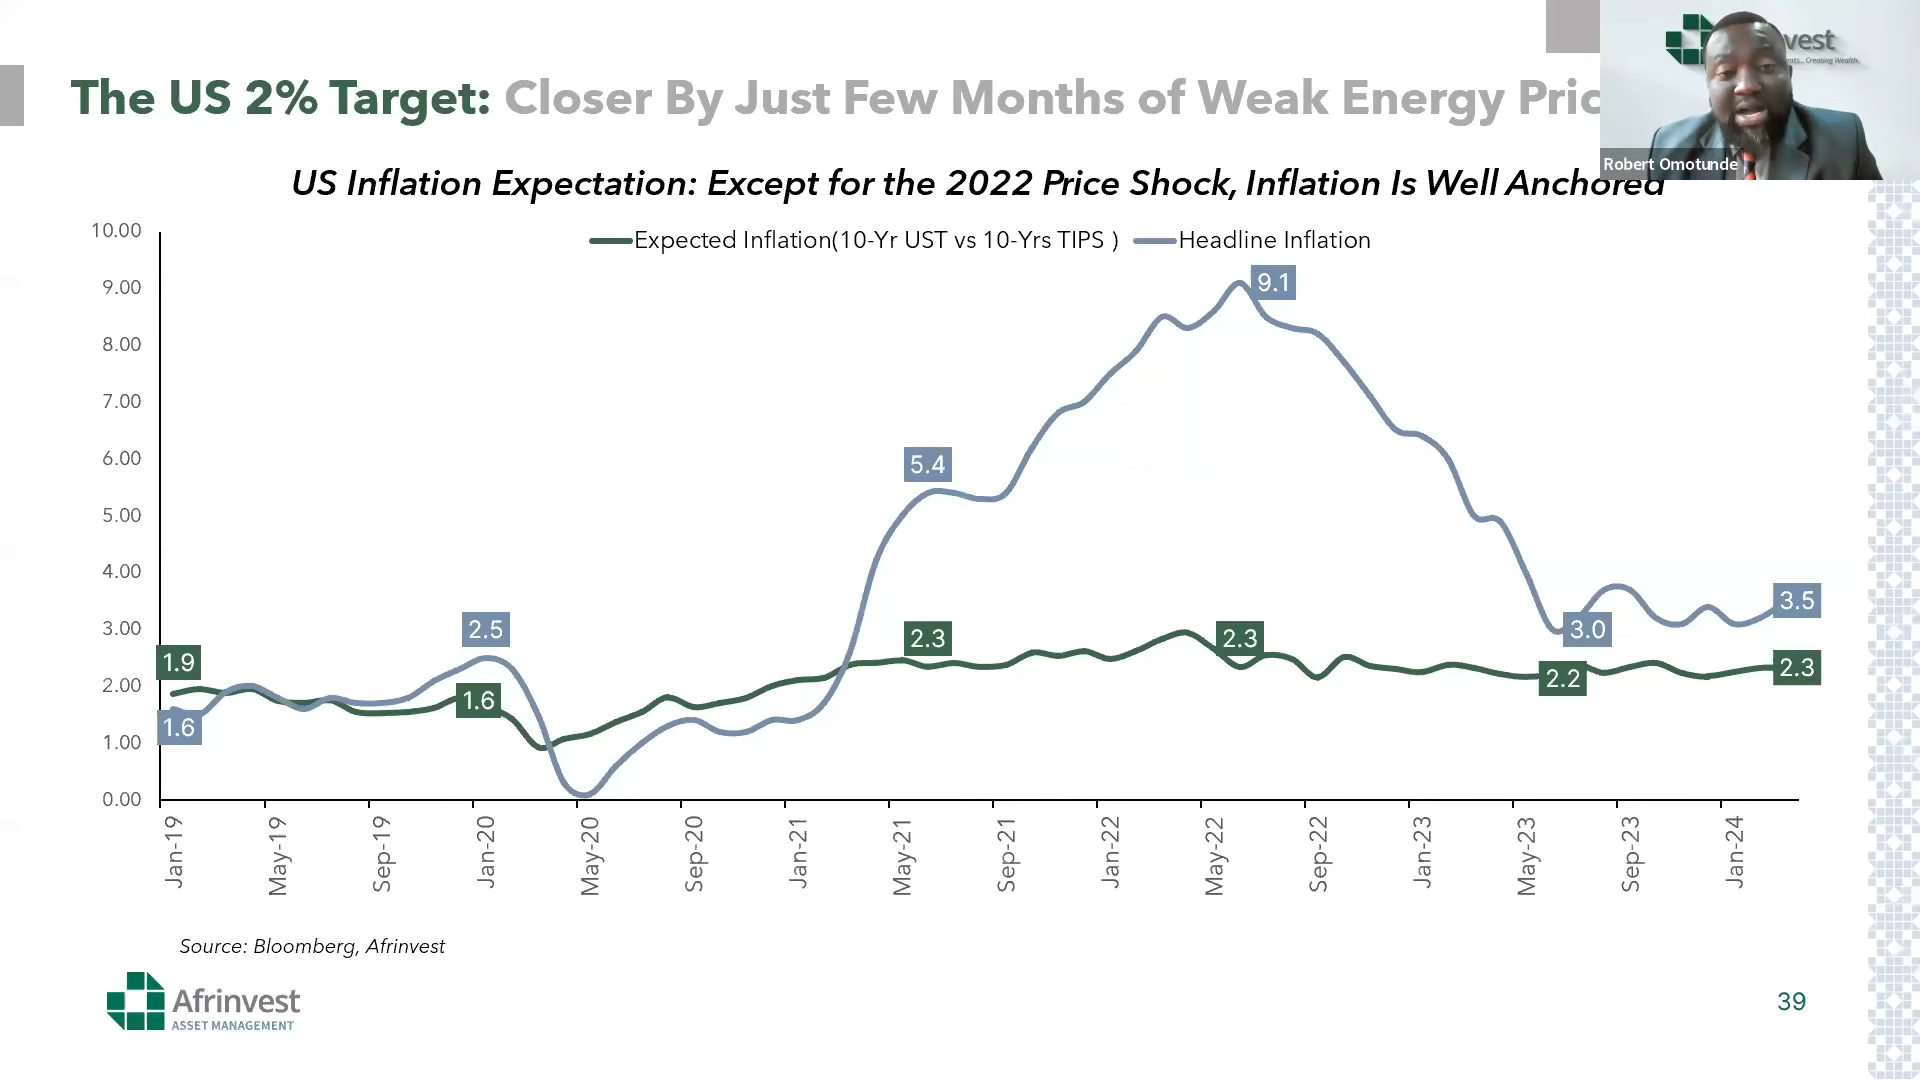 The US 2% Target: Closer By Just Few Months of Weak Energy
vest
Creating Wealth.
Robert Omotunde
US Inflation Expectation: Except for the 2022 Price Shock, Inflation Is Well Anchored
Expected Inflation(10-Yr UST vs 10-Yrs TIPS ) Headline Inflation
10.00
9.00
8.00
7.00
6.00
5.00
4.00
3.00
2.00
1.00
0.00
9.1
5.4
2.5
3.5
3.0
1.9
2.3
2.3
2.3
2.2
1.6
1.6
Jan-19
May-19
Sep-19
Jan-20
May-20
Sep-20
Jan-21
May-21
Sep-21
Jan-22
May-22
Sep-22
Jan-23
May-23
Sep-23
Jan-24
Source: Bloomberg, Afrinvest
Afrinvest
ASSET MANAGEMENT
39